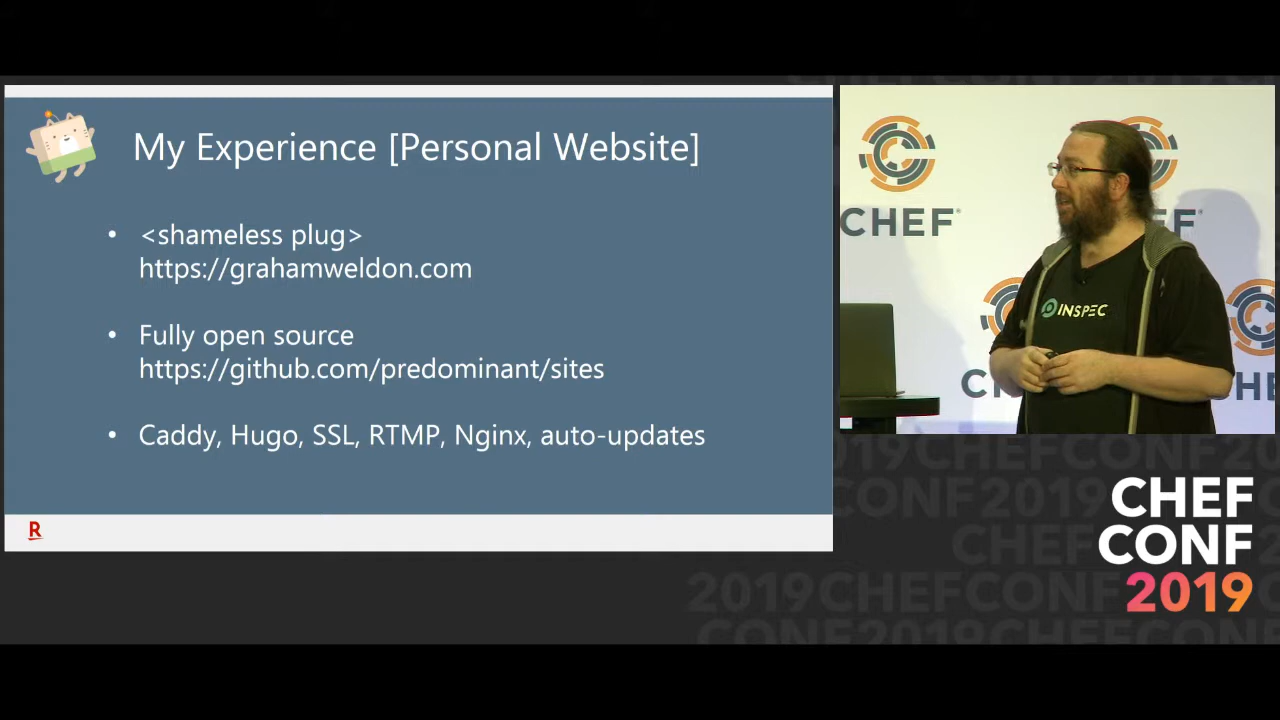 My Experience [Personal Website]
• <shameless plug>
https://grahamweldon.com
• Fully open source
https://github.com/predominant/sites
• Caddy, Hugo, SSL, RTMP, Nginx, auto-updates
R
CHEF
INSPEC
CHEF
CONF
2019
2019CHEFCONF2019CHEFCONF